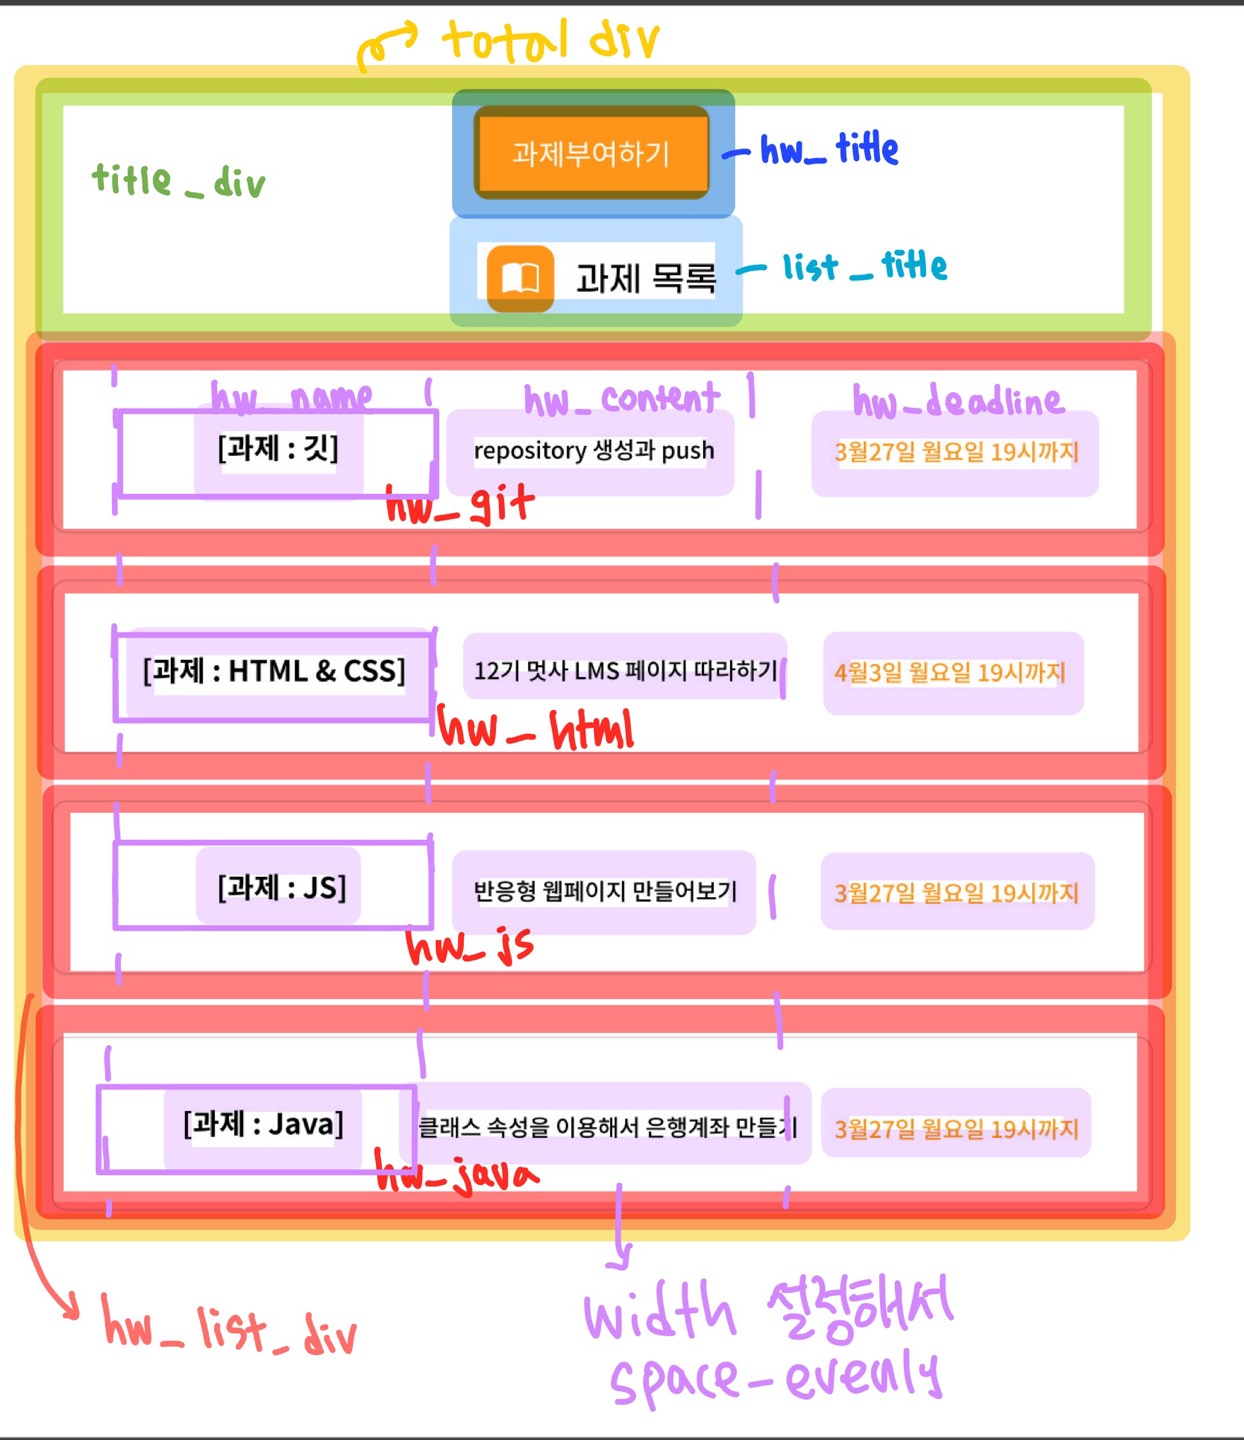 total div
과제부여하기
hw_title
title_div
과제 목록
list_title
hw_name
hw_content
hw_deadline
[과제 : 깃]
repository 생성과 push
3월27일 월요일 19시까지
hw_git
[과제 : HTML & CSS]
12기 멋사 LMS 페이지 따라하기
4월3일 월요일 19시까지
hw_html
[과제 : JS]
반응형 웹페이지 만들어보기
3월27일 월요일 19시까지
hw_js
[과제 : Java]
클래스 속성을 이용해서 은행계좌 만들기
3월27일 월요일 19시까지
hw_java
hw_list_div
width 설정해서
space-evenly